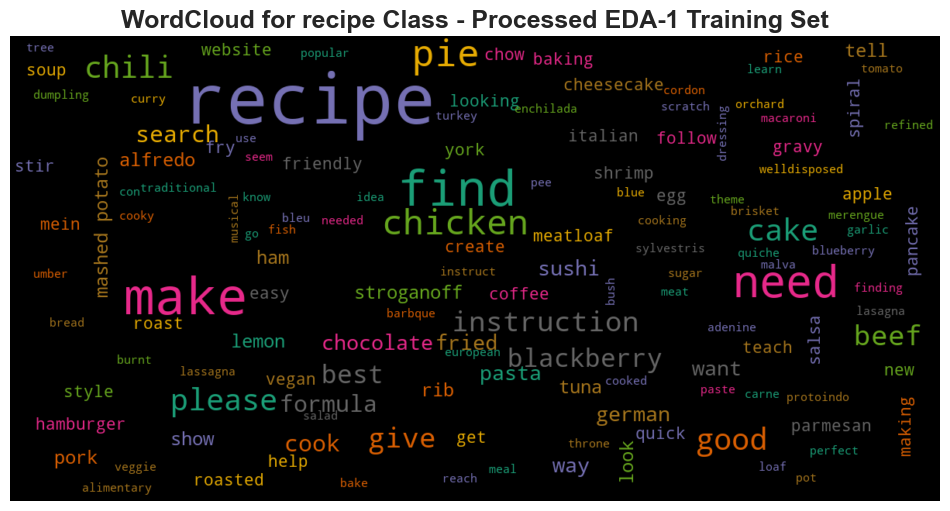 WordCloud for recipe Class - Processed EDA-1 Training Set
tree website popular pie chow baking rice tell
soup chili cheesecake learn tomato
dumpling curry recipe looking enchilada cordon scratch orchard spiral
turkey macaroni refined
search fry use italian follow dressing gravy
stir alfredo seem friendly york shrimp welldisposed
mashed potato con traditional know idea find pee blue egg theme apple
mein cooky musical go bleu fish needed chicken cooking brisket cake merengue garlic
create meatloaf sylvestris quiche blueberry pancake
umber ham instruct sushi sugar malva need finding
make easy stroganoff coffee bush meat
bread roast barbque instruction lasagna
lemon chocolate fried adenine salsa beef
burnt european blackberry teach
lassagna vegan best pasta cooked want new
style please formula rib tuna paste carne protoindo
hamburger salad german parmesan making
show cook give get throne look quick good perfect
pork veggie help way loaf
alimentary roasted bake reach meal pot